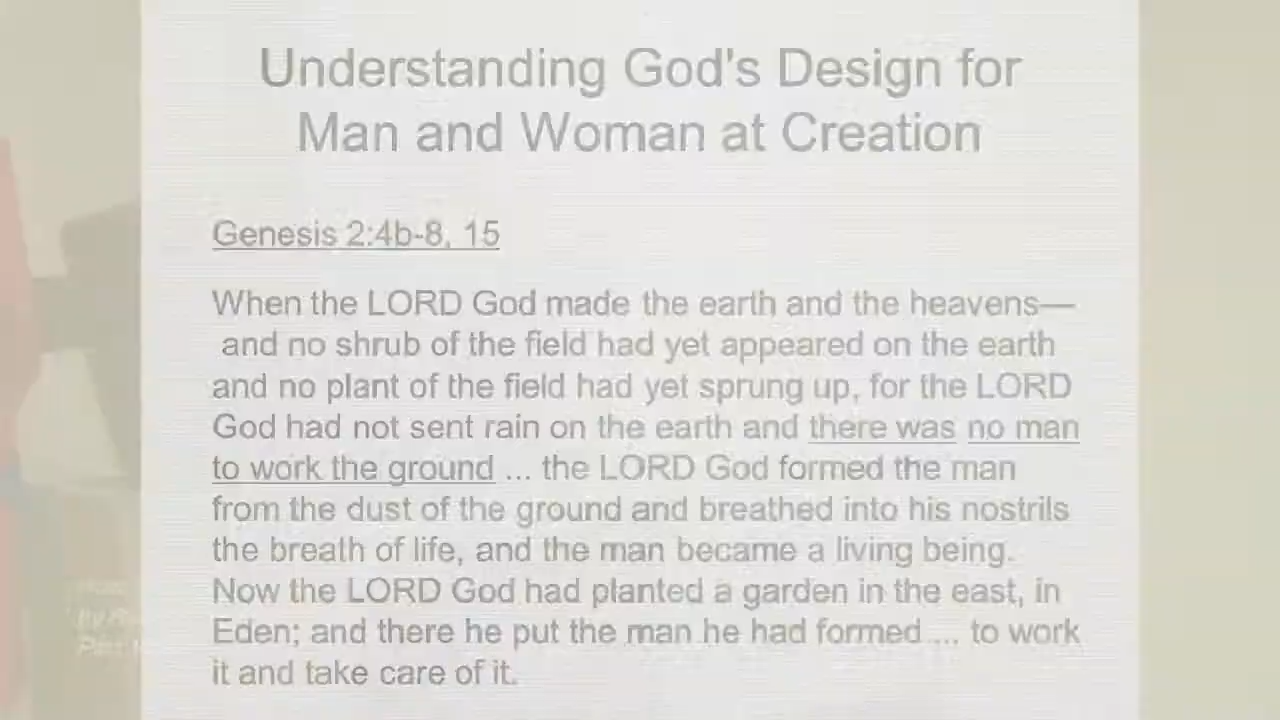 Understanding God's Design for
Man and Woman at Creation
Genesis 2:4b-8, 15
When the LORD God made the earth and the heavens—
and no shrub of the field had yet appeared on the earth
and no plant of the field had yet sprung up, for the LORD
God had not sent rain on the earth and there was no man
to work the ground ... the LORD God formed the man
from the dust of the ground and breathed into his nostrils
the breath of life, and the man became a living being.
Now the LORD God had planted a garden in the east, in
Eden; and there he put the man he had formed ... to work
it and take care of it.